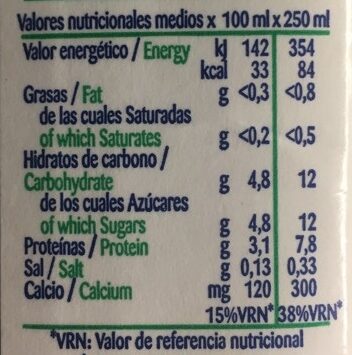 Valores nutricionales medios x 100 ml x 250 ml
Valor energético / Energy kJ 142 354
kcal 33 84
Grasas / Fat g <0,3 <0,8
de las cuales Saturadas
of which Saturates g <0,2 <0,5
Hidratos de carbono /
Carbohydrate g 4,8 12
de los cuales Azúcares
of which Sugars g 4,8 12
Proteínas / Protein g 3,1 7,8
Sal / Salt g 0,13 0,33
Calcio / Calcium mg 120 300
15%VRN* 38%VRN*
*VRN: Valor de referencia nutricional